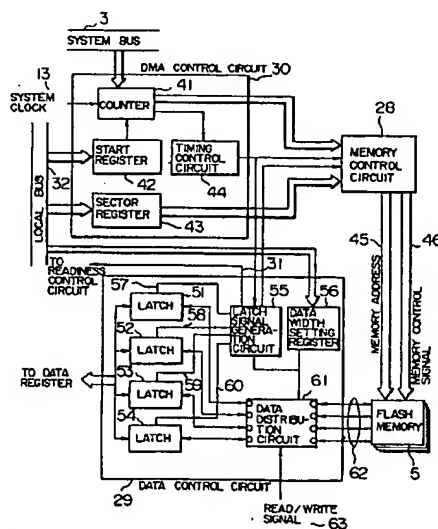 3
SYSTEM BUS
13
DMA CONTROL CIRCUIT
30
SYSTEM
CLOCK
41
COUNTER
28
START
REGISTER
42
TIMING
CONTROL
CIRCUIT
44
MEMORY
CONTROL
CIRCUIT
32
LOCAL BUS
SECTOR
REGISTER
43
45
46
MEMORY ADDRESS
MEMORY CONTROL
SIGNAL
TO
READINESS
CONTROL
CIRCUIT
31
57
51
55
56
LATCH
58
52
LATCH
LATCH
SIGNAL
GENERA-
TION
CIRCUIT
DATA
WIDTH
SETTING
REGISTER
TO DATA
REGISTER
53
59
60
61
LATCH
54
LATCH
DATA
DISTRIBU-
TION
CIRCUIT
FLASH
MEMORY
5
62
29
DATA CONTROL CIRCUIT
READ/WRITE
SIGNAL
63